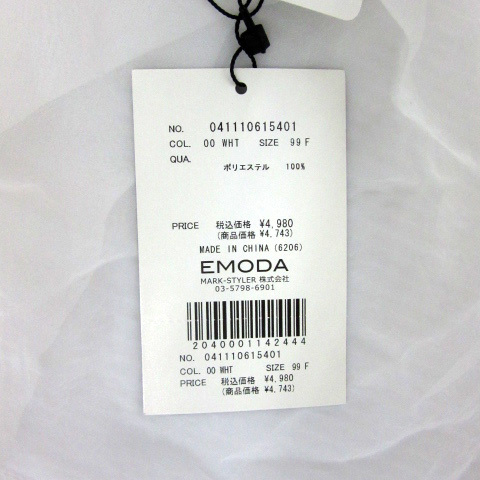 NO. 041110615401
COL. 00 WHT SIZE 99 F
QUA.
ポリエステル 100%
PRICE 税込価格 ¥4,980
(商品価格 ¥4,743)
MADE IN CHINA (6206)
EMODA
MARK-STYLER 株式会社
03-5798-6901
2040001142444
NO. 041110615401
COL. 00 WHT SIZE 99 F
PRICE 税込価格 ¥4,980
(商品価格 ¥4,743)